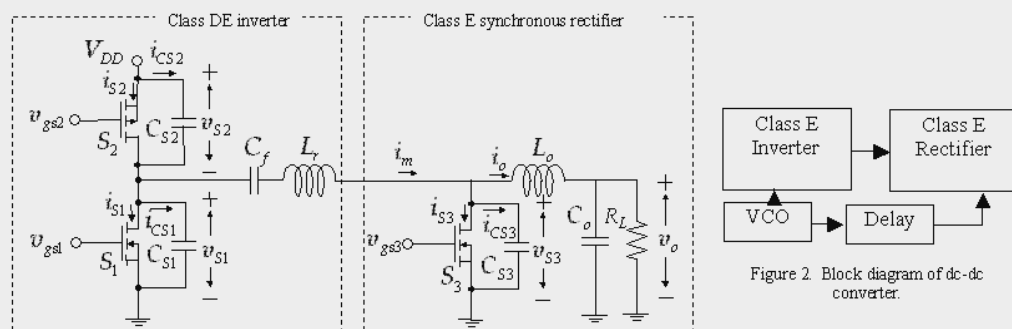 Class DE inverter
Class E synchronous rectifier
V_DD
i_CS2
+
i_S2
v_gs2
C_S2
v_S2
S_2
−
C_f
L_r
i_m
i_o
L_o
i_S1
i_CS1
+
v_gs1
C_S1
v_S1
S_1
−
i_S3
i_CS3
+
v_gs3
C_S3
v_S3
S_3
−
C_o
R_L
+
v_o
−
Class E
Inverter
Class E
Rectifier
VCO
Delay
Figure 2. Block diagram of dc-dc
converter.